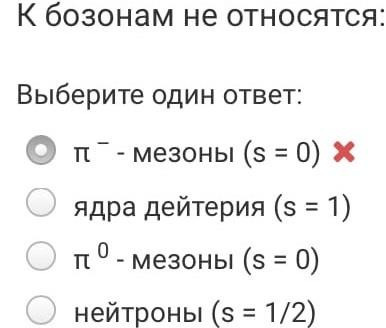 К бозонам не относятся:
Выберите один ответ:
π⁻ - мезоны (s = 0) ✖
ядра дейтерия (s = 1)
π⁰ - мезоны (s = 0)
нейтроны (s = 1/2)